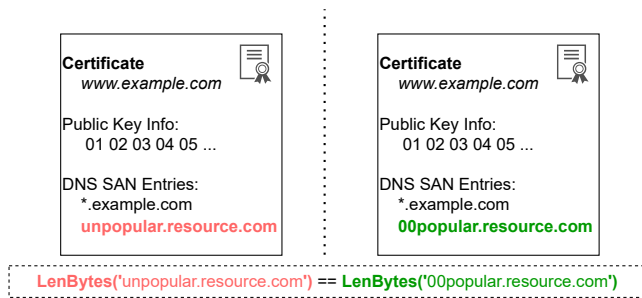 Certificate
www.example.com
Public Key Info:
01 02 03 04 05 ...
DNS SAN Entries:
*.example.com
unpopular.resource.com
Certificate
www.example.com
Public Key Info:
01 02 03 04 05 ...
DNS SAN Entries:
*.example.com
00popular.resource.com
LenBytes('unpopular.resource.com') == LenBytes('00popular.resource.com')